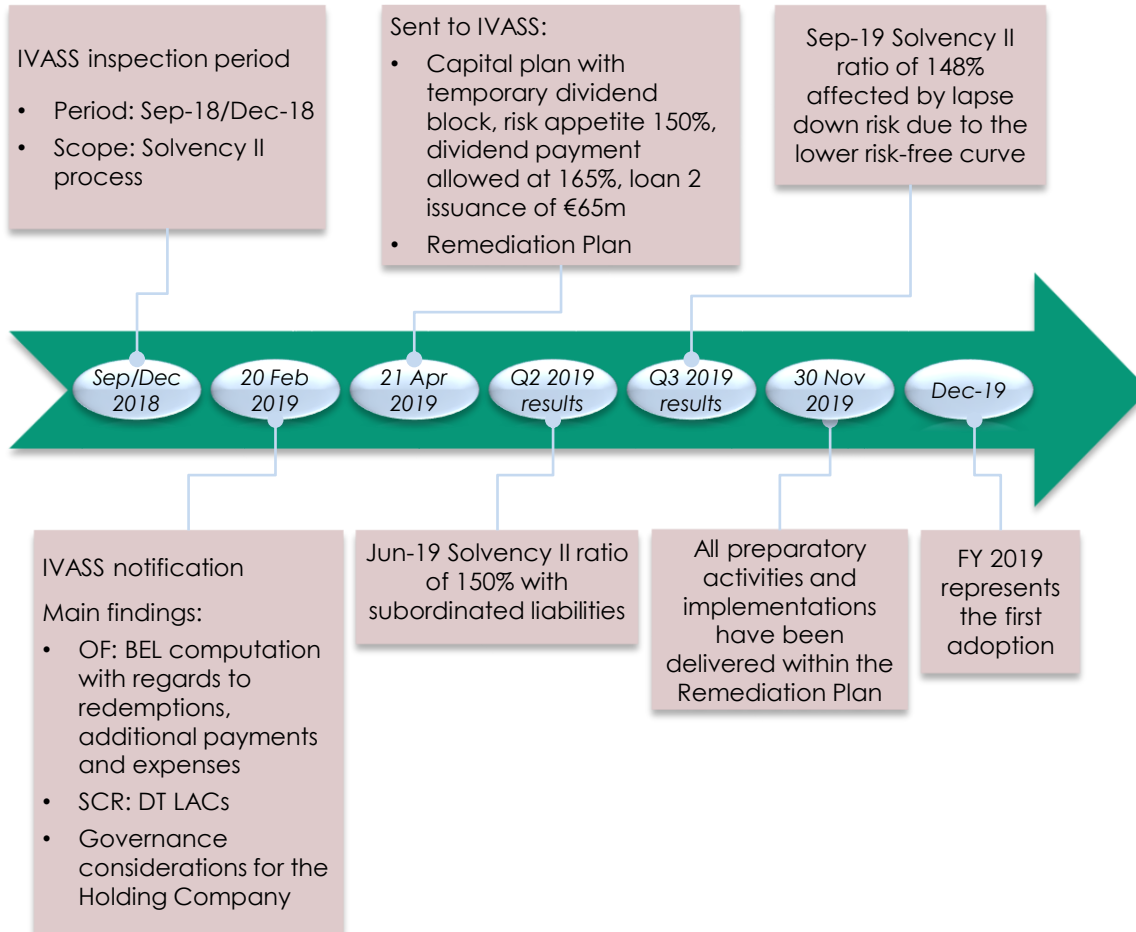 IVASS inspection period
• Period: Sep-18/Dec-18
• Scope: Solvency II
process
Sent to IVASS:
• Capital plan with
temporary dividend
block, risk appetite 150%,
dividend payment
allowed at 165%, loan 2
issuance of €65m
• Remediation Plan
Sep-19 Solvency II
ratio of 148%
affected by lapse
down risk due to the
lower risk-free curve
Sep/Dec
2018
20 Feb
2019
21 Apr
2019
Q2 2019
results
Q3 2019
results
30 Nov
2019
Dec-19
IVASS notification
Main findings:
• OF: BEL computation
with regards to
redemptions,
additional payments
and expenses
• SCR: DT LACs
• Governance
considerations for the
Holding Company
Jun-19 Solvency II ratio
of 150% with
subordinated liabilities
All preparatory
activities and
implementations
have been
delivered within the
Remediation Plan
FY 2019
represents
the first
adoption